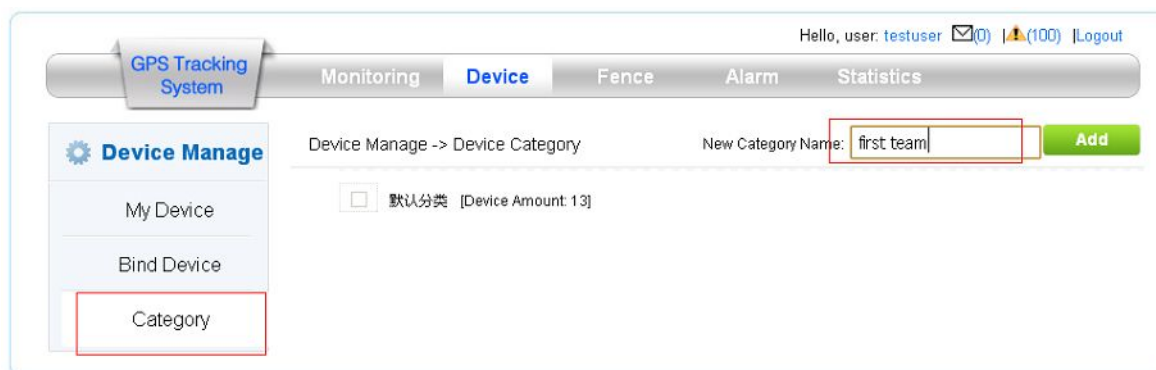 Hello, user: testuser (0) |(100) |Logout
GPS Tracking
System
Monitoring Device Fence Alarm Statistics
Device Manage
Device Manage -> Device Category New Category Name: first team Add
默认分类 [Device Amount: 13]
My Device
Bind Device
Category